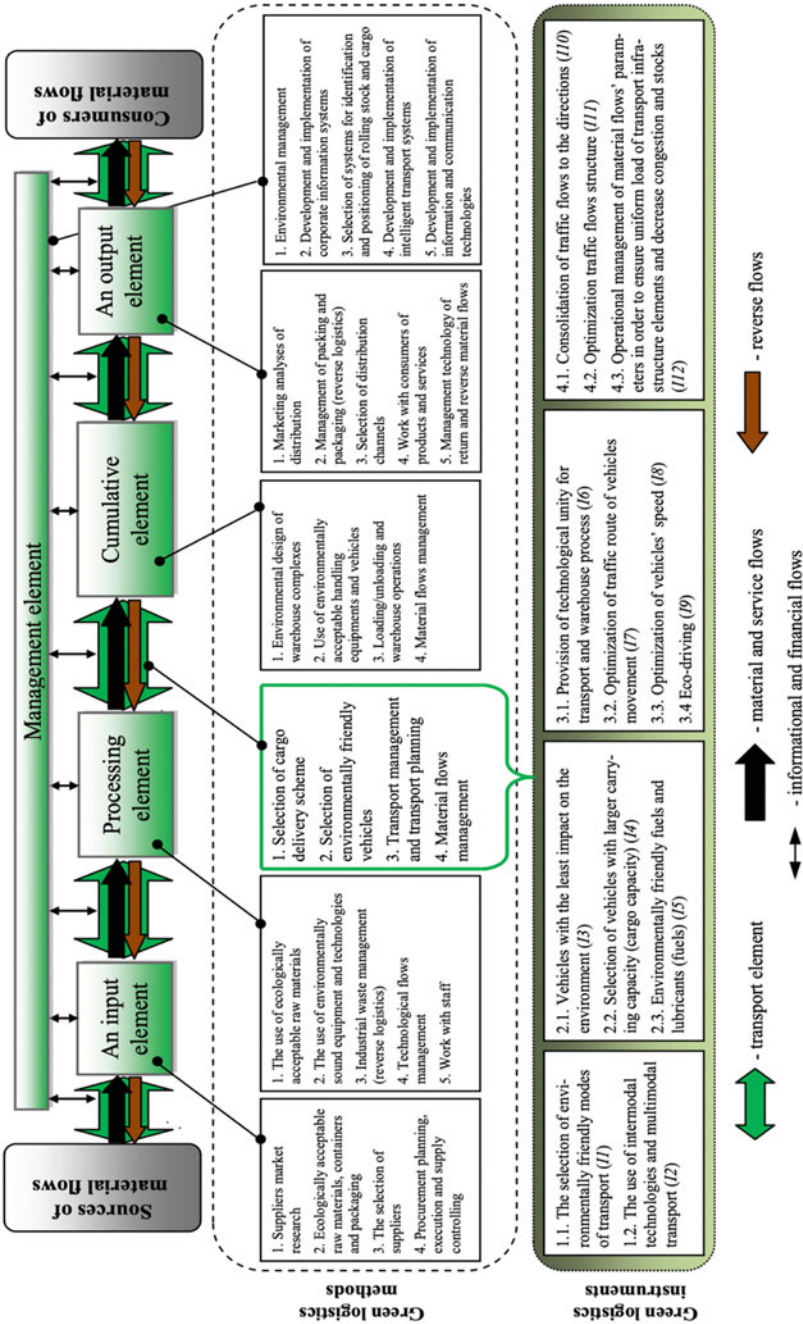 Management element
Sources of
material flows
An input
element
Processing
element
Cumulative
element
An output
element
Consumers of
material flows
Green logistics
methods
1. Suppliers market
research
2. Ecologically acceptable
raw materials, containers
and packaging
3. The selection of
suppliers
4. Procurement planning,
execution and supply
controlling
1. The use of ecologically
acceptable raw materials
2. The use of environmentally
sound equipment and technologies
3. Industrial waste management
(reverse logistics)
4. Technological flows
management
5. Work with staff
1. Selection of cargo
delivery scheme
2. Selection of
environmentally friendly
vehicles
3. Transport management
and transport planning
4. Material flows
management
1. Environmental design of
warehouse complexes
2. Use of environmentally
acceptable handling
equipments and vehicles
3. Loading/unloading and
warehouse operations
4. Material flows management
1. Marketing analyses of
distribution
2. Management of packing and
packaging (reverse logistics)
3. Selection of distribution
channels
4. Work with consumers of
products and services
5. Management technology of
return and reverse material flows
1. Environmental management
2. Development and implementation of
corporate information systems
3. Selection of systems for identification
and positioning of rolling stock and cargo
4. Development and implementation of
intelligent transport systems
5. Development and implementation of
information and communication
technologies
Green logistics
instruments
1.1. The selection of envi-
ronmentally friendly modes
of transport (I1)
1.2. The use of intermodal
technologies and multimodal
transport (I2)
2.1. Vehicles with the least impact on the
environment (I3)
2.2. Selection of vehicles with larger carry-
ing capacity (cargo capacity) (I4)
2.3. Environmentally friendly fuels and
lubricants (fuels) (I5)
3.1. Provision of technological unity for
transport and warehouse process (I6)
3.2. Optimization of traffic route of vehicles
movement (I7)
3.3. Optimization of vehicles' speed (I8)
3.4 Eco-driving (I9)
4.1. Consolidation of traffic flows to the directions (I10)
4.2. Optimization traffic flows structure (I11)
4.3. Operational management of material flows' param-
eters in order to ensure uniform load of transport infra-
structure elements and decrease congestion and stocks
(I12)
- transport element
- material and service flows
- reverse flows
- informational and financial flows